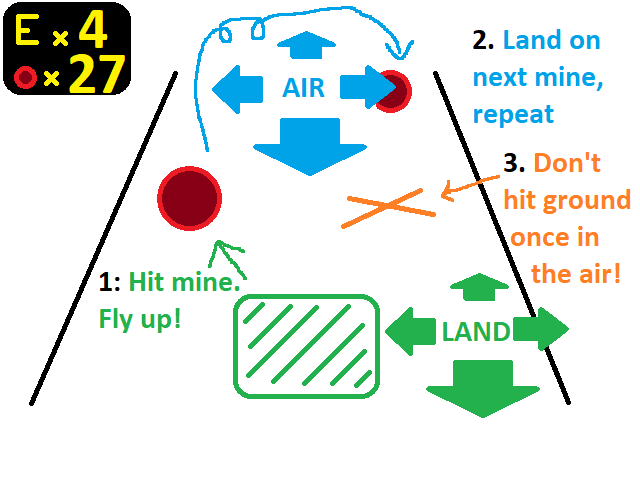 E x 4
x 27
AIR
2. Land on
next mine,
repeat
3. Don't
hit ground
once in
the air!
1: Hit mine.
Fly up!
LAND